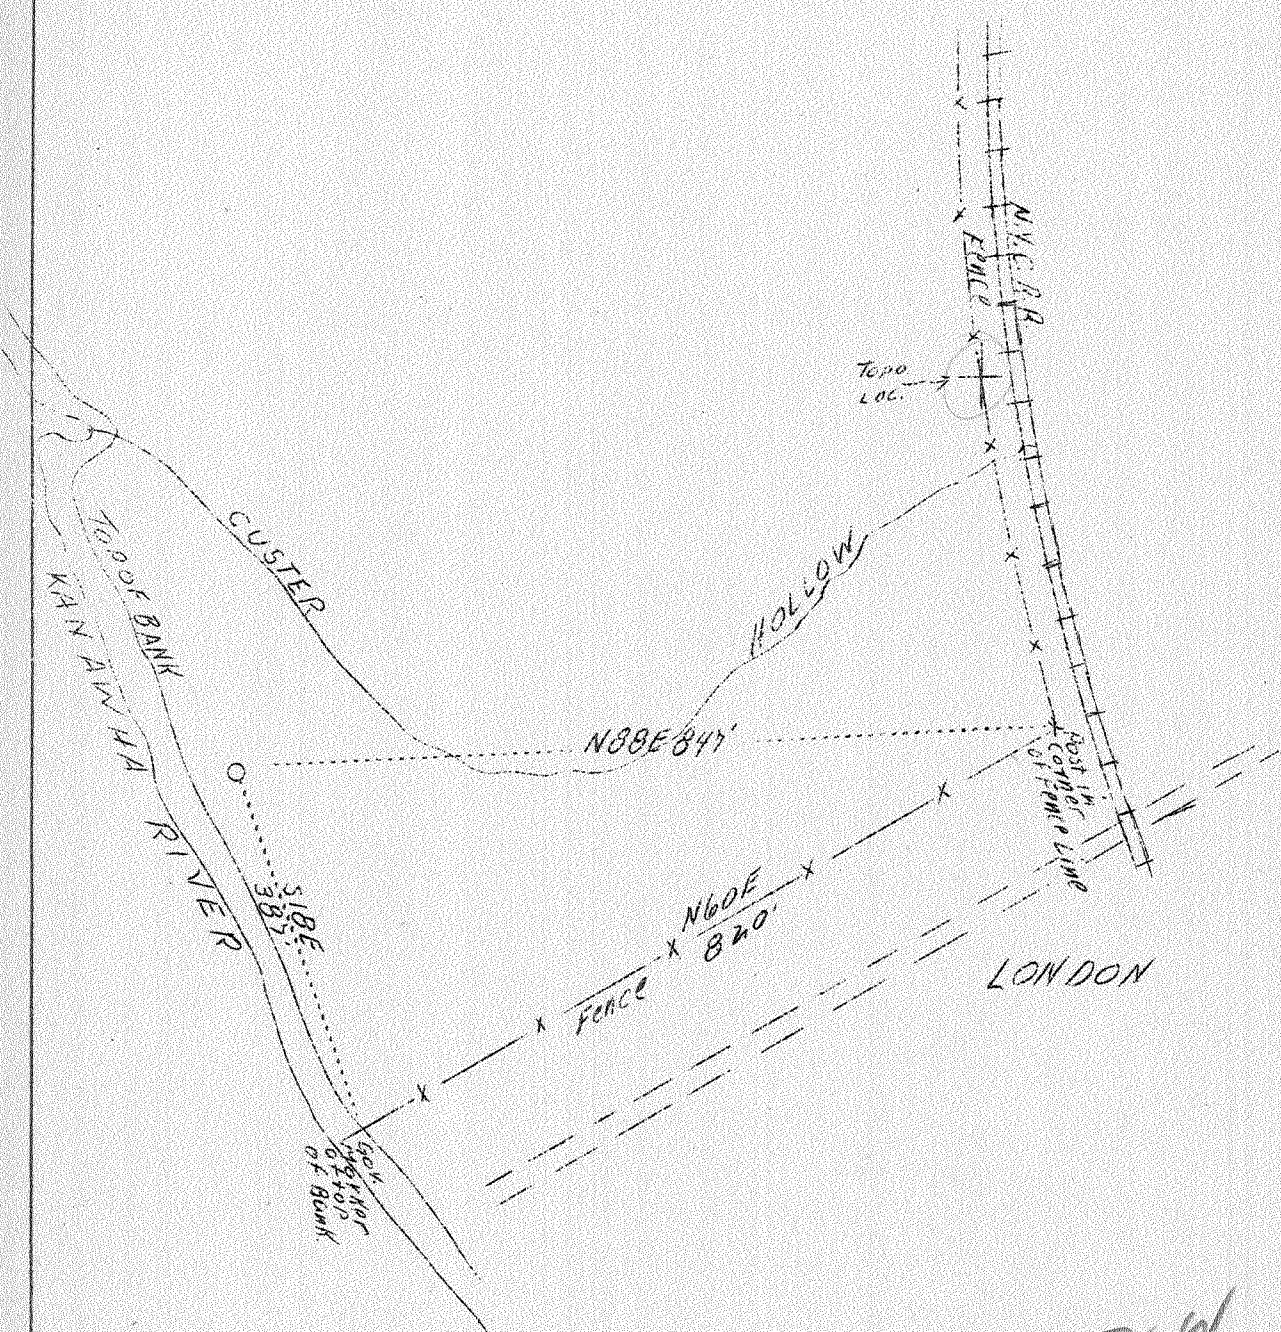 N.Y.C.R.R
Fence
Topo
Loc.
CUSTER
HOLLOW
TOP OF BANK
KANAWHA
RIVER
N88E 847'
Post in
Corner
of Fence Line
S18E
387'
N60E
820'
Fence
LONDON
Gov.
Marker
of top
of Bank